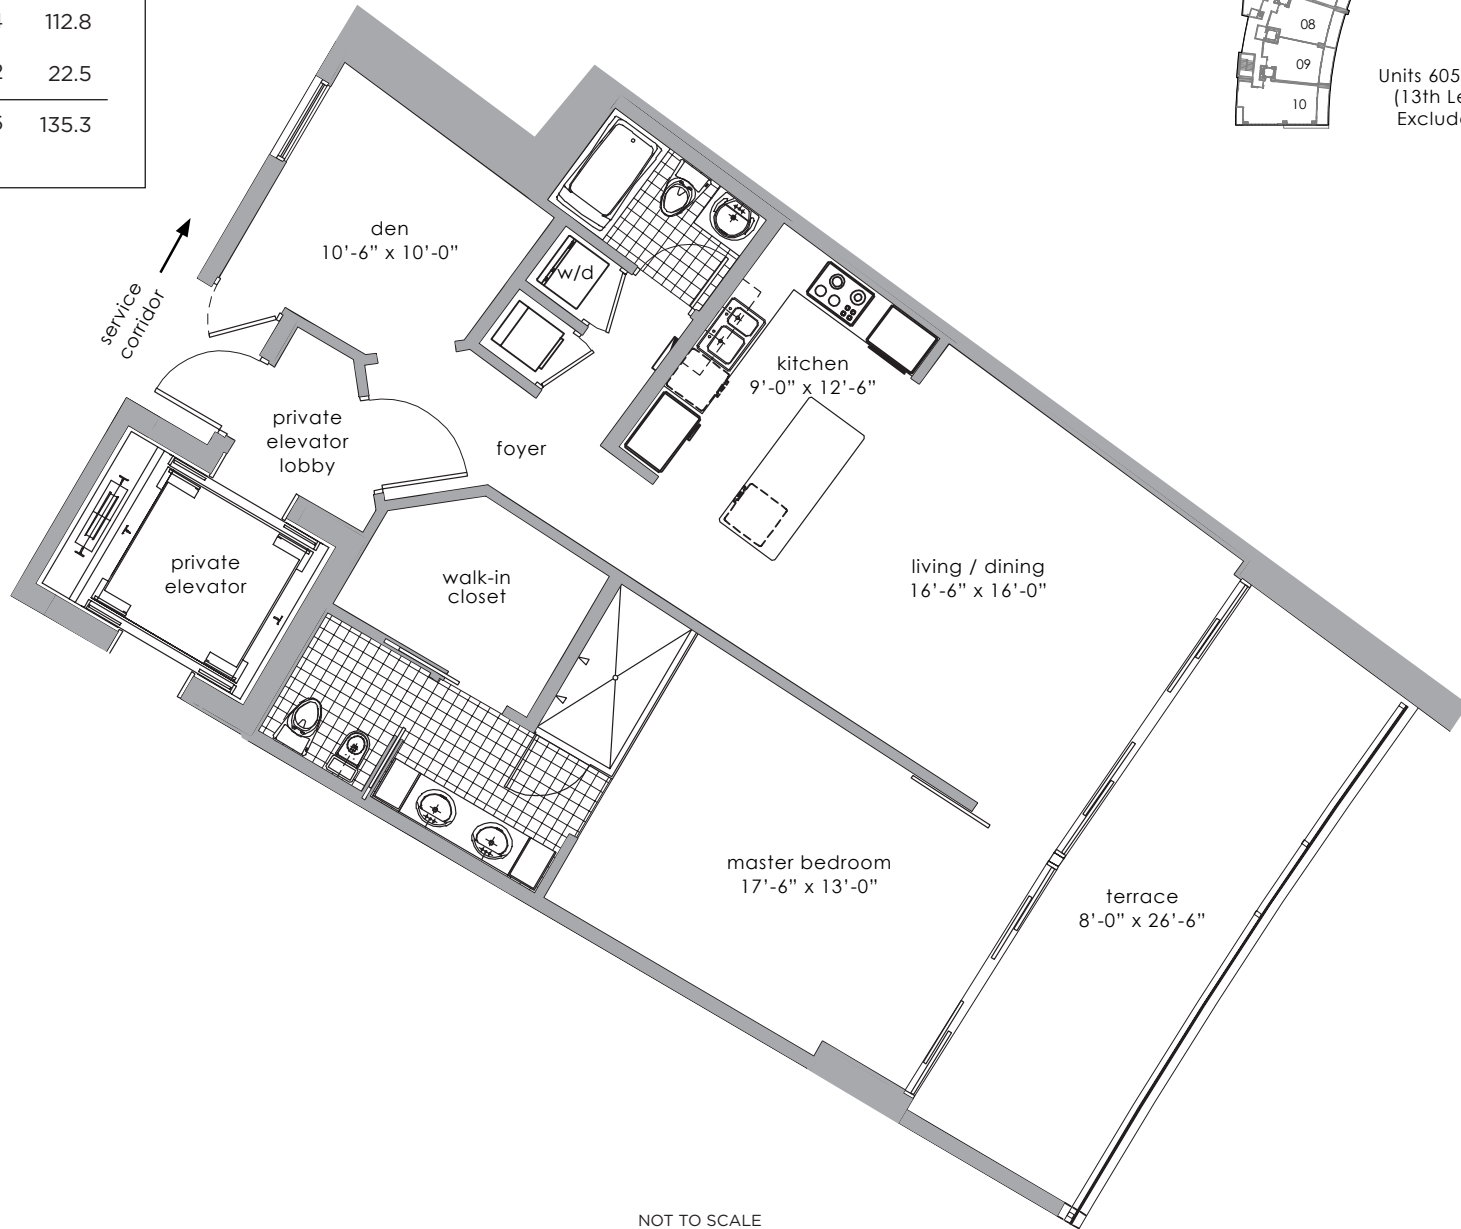 112.8
22.5
135.3
08
09
10
Units 605
(13th Le
Exclud
den
10'-6" x 10'-0"
service
corridor
w/d
kitchen
9'-0" x 12'-6"
private
elevator
lobby
foyer
private
elevator
walk-in
closet
living / dining
16'-6" x 16'-0"
master bedroom
17'-6" x 13'-0"
terrace
8'-0" x 26'-6"
NOT TO SCALE